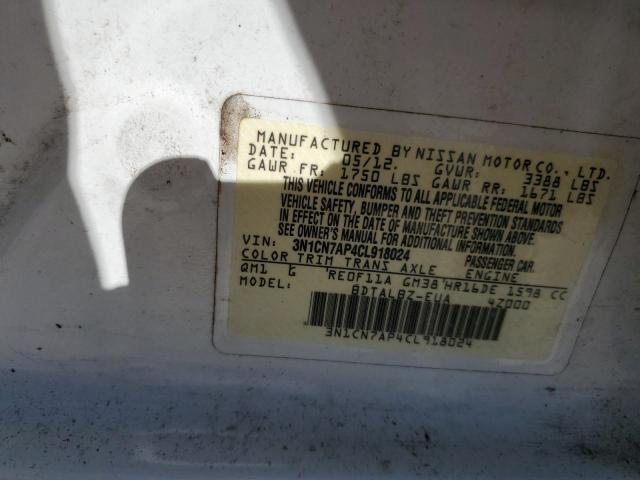 MANUFACTURED BY NISSAN MOTOR CO., LTD.
DATE: 05/12. GVWR: 3388 LBS
GAWR FR: 1750 LBS GAWR RR: 1671 LBS
THIS VEHICLE CONFORMS TO ALL APPLICABLE FEDERAL MOTOR
VEHICLE SAFETY, BUMPER AND THEFT PREVENTION STANDARDS
IN EFFECT ON THE DATE OF MANUFACTURE SHOWN ABOVE.
SEE OWNER'S MANUAL FOR ADDITIONAL INFORMATION.
VIN: 3N1CN7AP4CL918024 PASSENGER CAR
COLOR TRIM TRANS AXLE ENGINE
QM1 G RE0F11A GM38 HR16DE 1598 CC
MODEL: BDTALBZ-EUA 4Z000
3N1CN7AP4CL918024